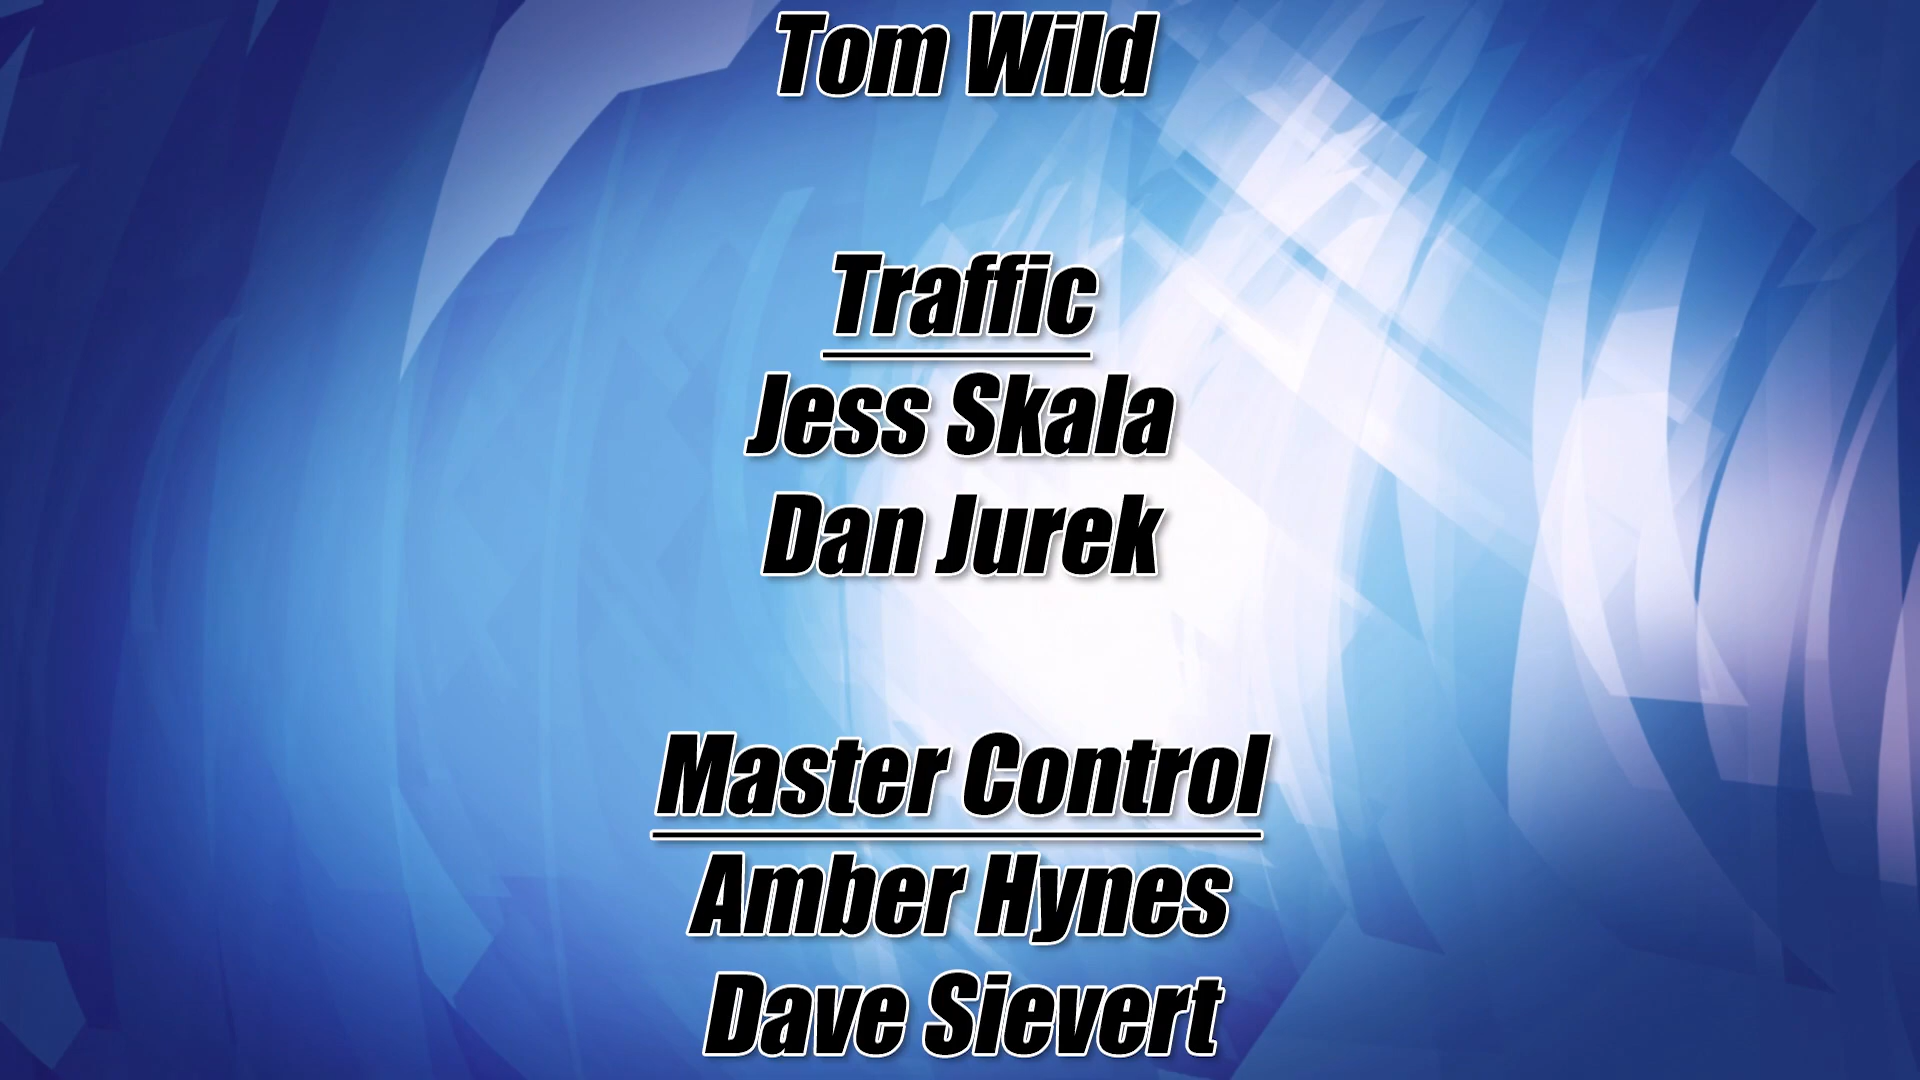 Tom Wild
Traffic
Jess Skala
Dan Jurek
Master Control
Amber Hynes
Dave Sievert